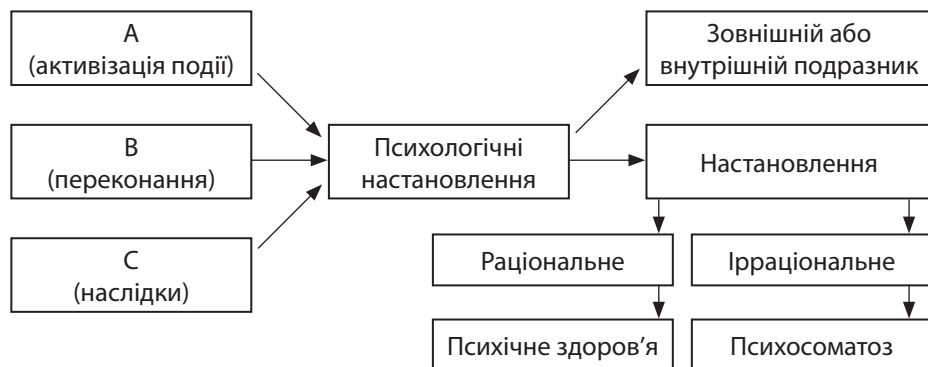 А
(активізація події)
В
(переконання)
С
(наслідки)
Психологічні
настановлення
Зовнішній або
внутрішній подразник
Настановлення
Раціональне
Ірраціональне
Психічне здоров’я
Психосоматоз